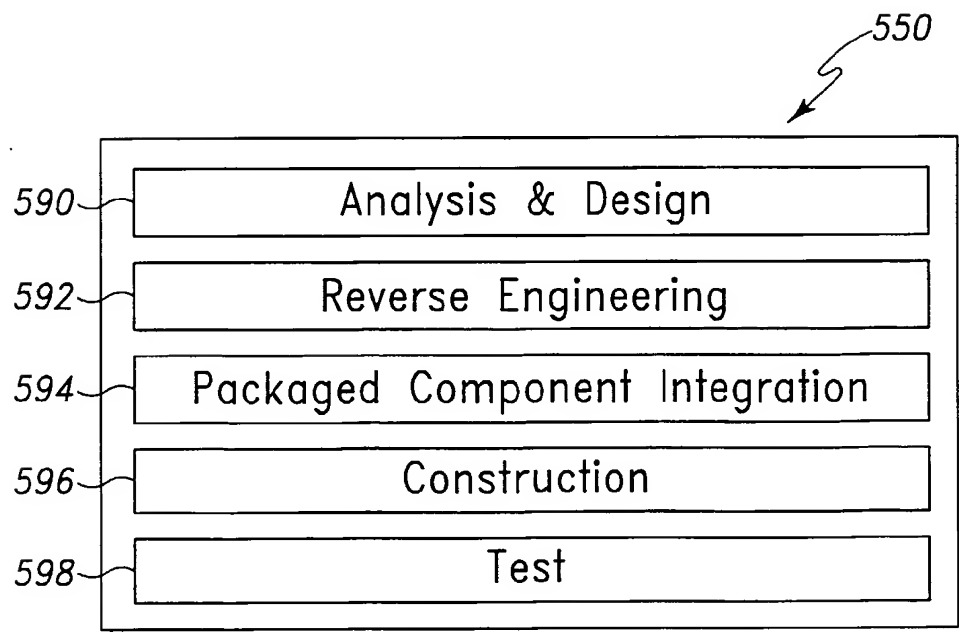 550
590 Analysis & Design
592 Reverse Engineering
594 Packaged Component Integration
596 Construction
598 Test